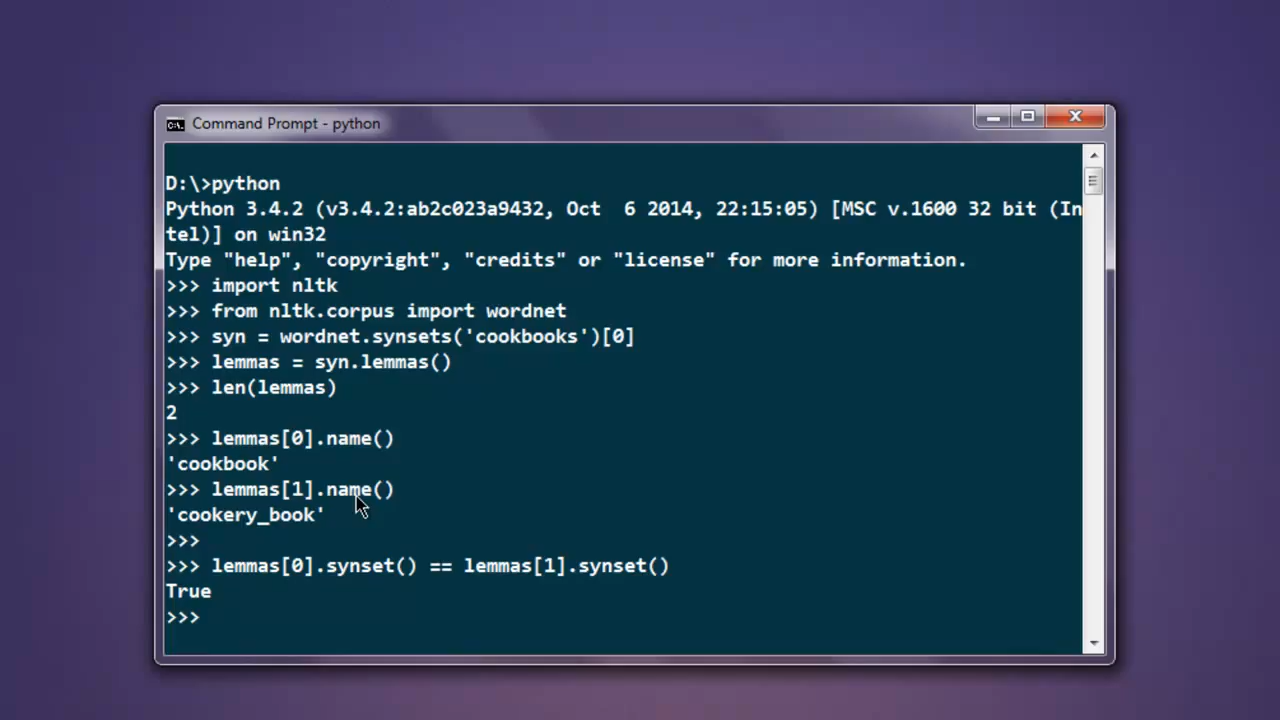 Command Prompt - python
D:\>python
Python 3.4.2 (v3.4.2:ab2c023a9432, Oct  6 2014, 22:15:05) [MSC v.1600 32 bit (In
tel)] on win32
Type "help", "copyright", "credits" or "license" for more information.
>>> import nltk
>>> from nltk.corpus import wordnet
>>> syn = wordnet.synsets('cookbooks')[0]
>>> lemmas = syn.lemmas()
>>> len(lemmas)
2
>>> lemmas[0].name()
'cookbook'
>>> lemmas[1].name()
'cookery_book'
>>>
>>> lemmas[0].synset() == lemmas[1].synset()
True
>>>